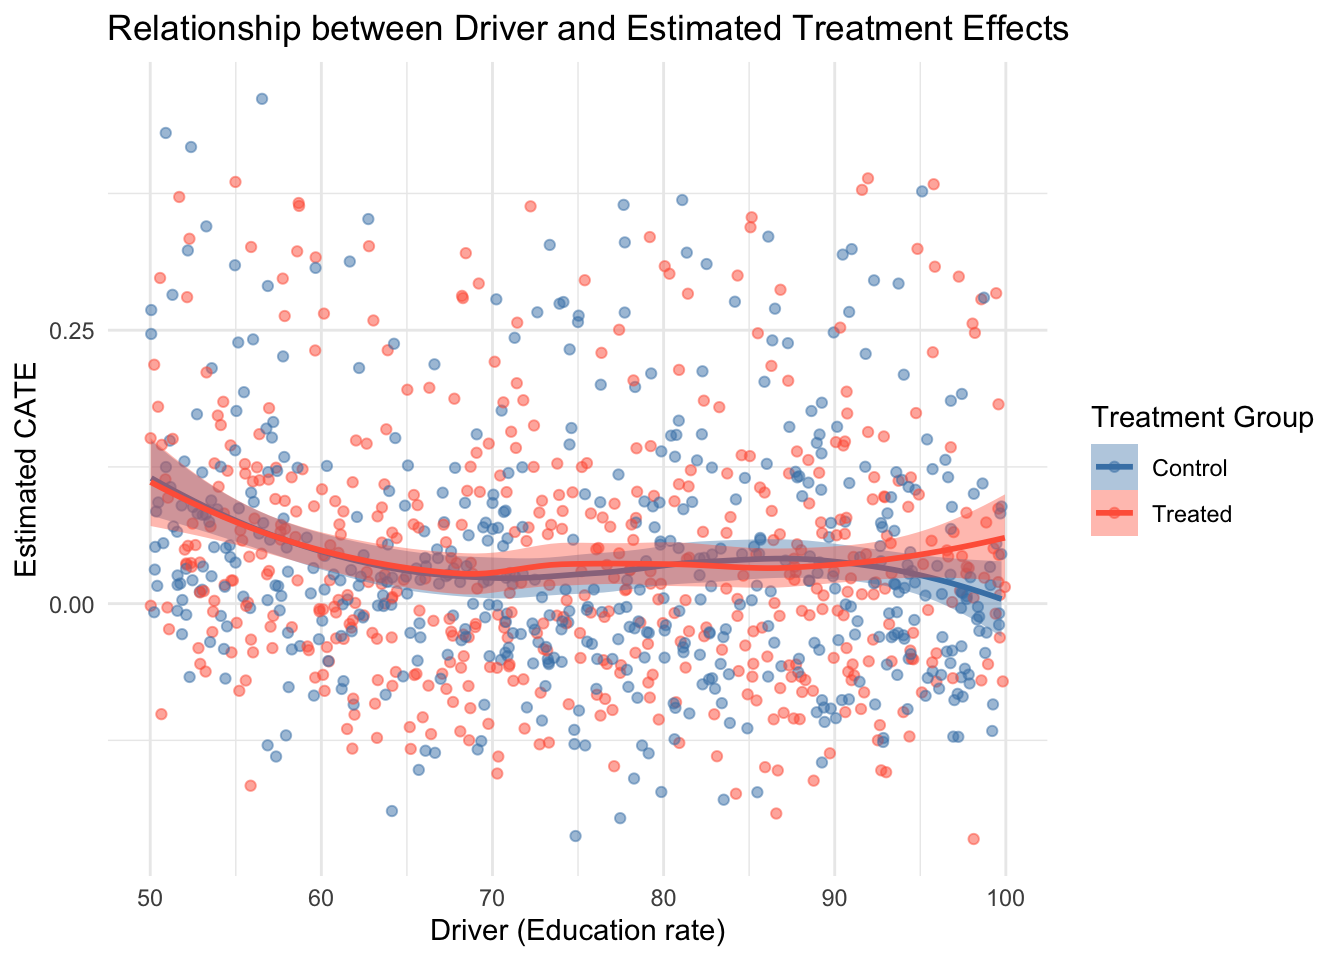 Relationship between Driver and Estimated Treatment Effects
Estimated CATE
0.25
0.00
50 60 70 80 90 100
Driver (Education rate)
Treatment Group
Control
Treated